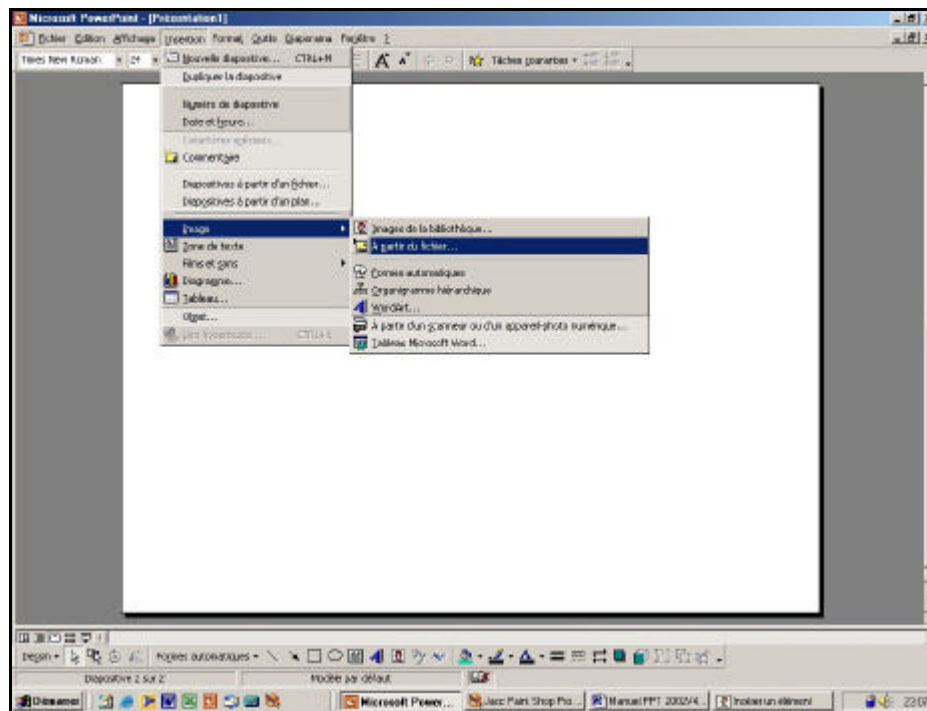 Microsoft PowerPoint - [Présentation1]
Fichier Edition Affichage Insertion Format Outils Diaporama Fenêtre ?
Times New Roman 24 Tâches courantes
Nouvelle diapositive... CTRL+M
Dupliquer la diapositive
Numéro de diapositive
Date et heure...
Caractères spéciaux...
Commentaire
Diapositives à partir d'un fichier...
Diapositives à partir d'un plan...
Image
Zone de texte
Films et sons
Diagramme...
Tableau...
Objet...
Images de la bibliothèque...
À partir du fichier...
Formes automatiques
Organigramme hiérarchique
WordArt...
À partir d'un scanneur ou d'un appareil-photo numérique...
Tableau Microsoft Word...
Dessin Formes automatiques
Diapositive 2 sur 2 Modèle par défaut
Démarrer Microsoft Power... Jasc Paint Shop Pro... Manuel PPT 2002/4... Insérer un élément